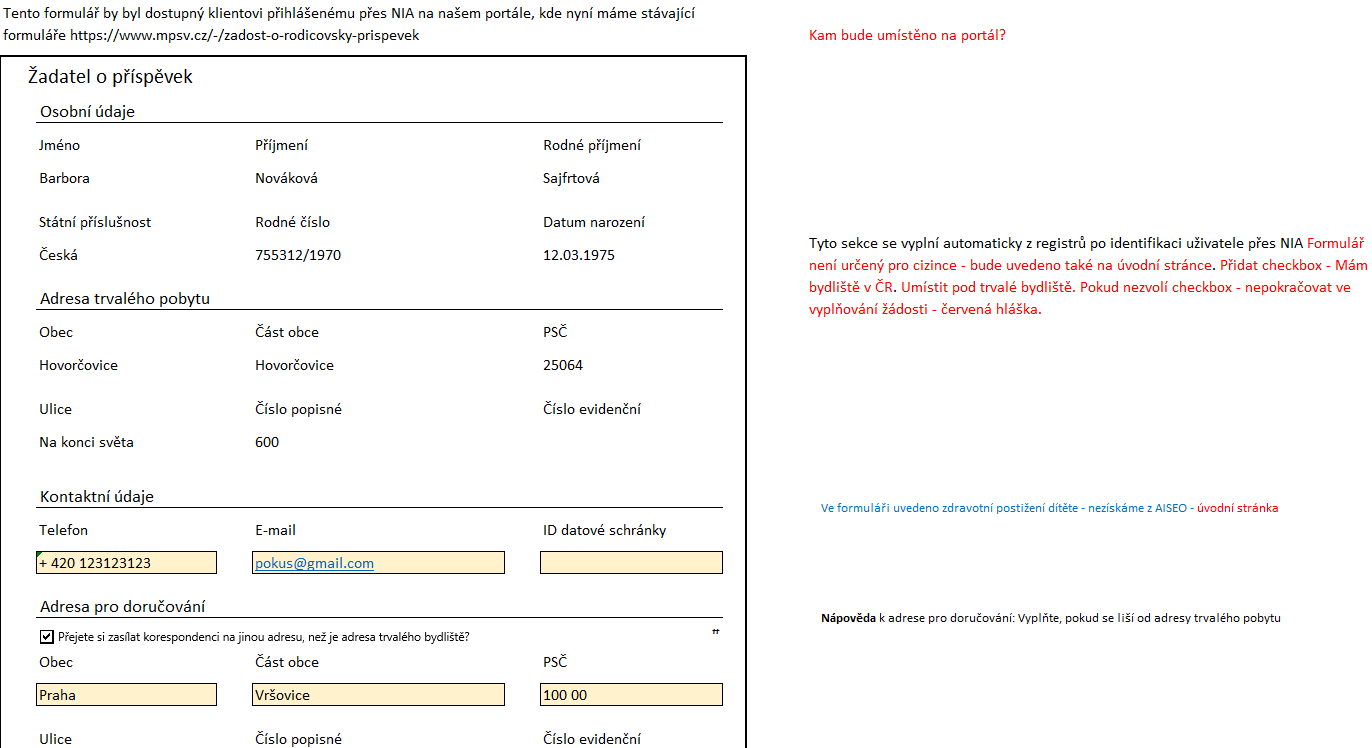 Tento formulář by byl dostupný klientovi přihlášenému přes NIA na našem portále, kde nyní máme stávající
formuláře https://www.mpsv.cz/-/zadost-o-rodicovsky-prispevek
Kam bude umístěno na portál?
Žadatel o příspěvek
Osobní údaje
Jméno Příjmení Rodné příjmení
Barbora Nováková Sajfrtová
Státní příslušnost Rodné číslo Datum narození
Česká 755312/1970 12.03.1975
Tyto sekce se vyplní automaticky z registrů po identifikaci uživatele přes NIA Formulář
není určený pro cizince - bude uvedeno také na úvodní stránce. Přidat checkbox - Mám
bydliště v ČR. Umístit pod trvalé bydliště. Pokud nezvolí checkbox - nepokračovat ve
vyplňování žádosti - červená hláška.
Adresa trvalého pobytu
Obec Část obce PSČ
Hovorčovice Hovorčovice 25064
Ulice Číslo popisné Číslo evidenční
Na konci světa 600
Kontaktní údaje
Ve formuláři uvedeno zdravotní postižení dítěte - nezískáme z AISEO - úvodní stránka
Telefon E-mail ID datové schránky
+ 420 123123123 pokus@gmail.com
Adresa pro doručování
Nápověda k adrese pro doručování: Vyplňte, pokud se liší od adresy trvalého pobytu
Přejete si zasílat korespondenci na jinou adresu, než je adresa trvalého bydliště? #
Obec Část obce PSČ
Praha Vršovice 100 00
Ulice Číslo popisné Číslo evidenční